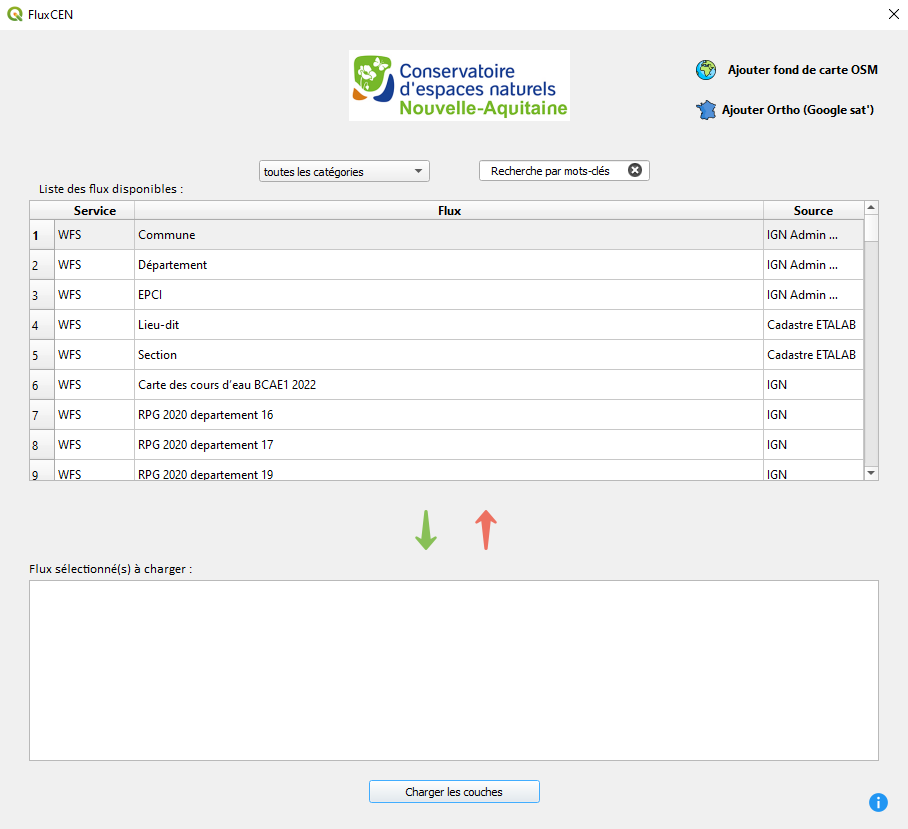 FluxCEN
Conservatoire
d'espaces naturels
Nouvelle-Aquitaine
Ajouter fond de carte OSM
Ajouter Ortho (Google sat')
toutes les catégories
Recherche par mots-clés
Liste des flux disponibles :
Service Flux Source
1 WFS Commune IGN Admin ...
2 WFS Département IGN Admin ...
3 WFS EPCI IGN Admin ...
4 WFS Lieu-dit Cadastre ETALAB
5 WFS Section Cadastre ETALAB
6 WFS Carte des cours d'eau BCAE1 2022 IGN
7 WFS RPG 2020 departement 16 IGN
8 WFS RPG 2020 departement 17 IGN
9 WFS RPG 2020 departement 19 IGN
Flux sélectionné(s) à charger :
Charger les couches
i